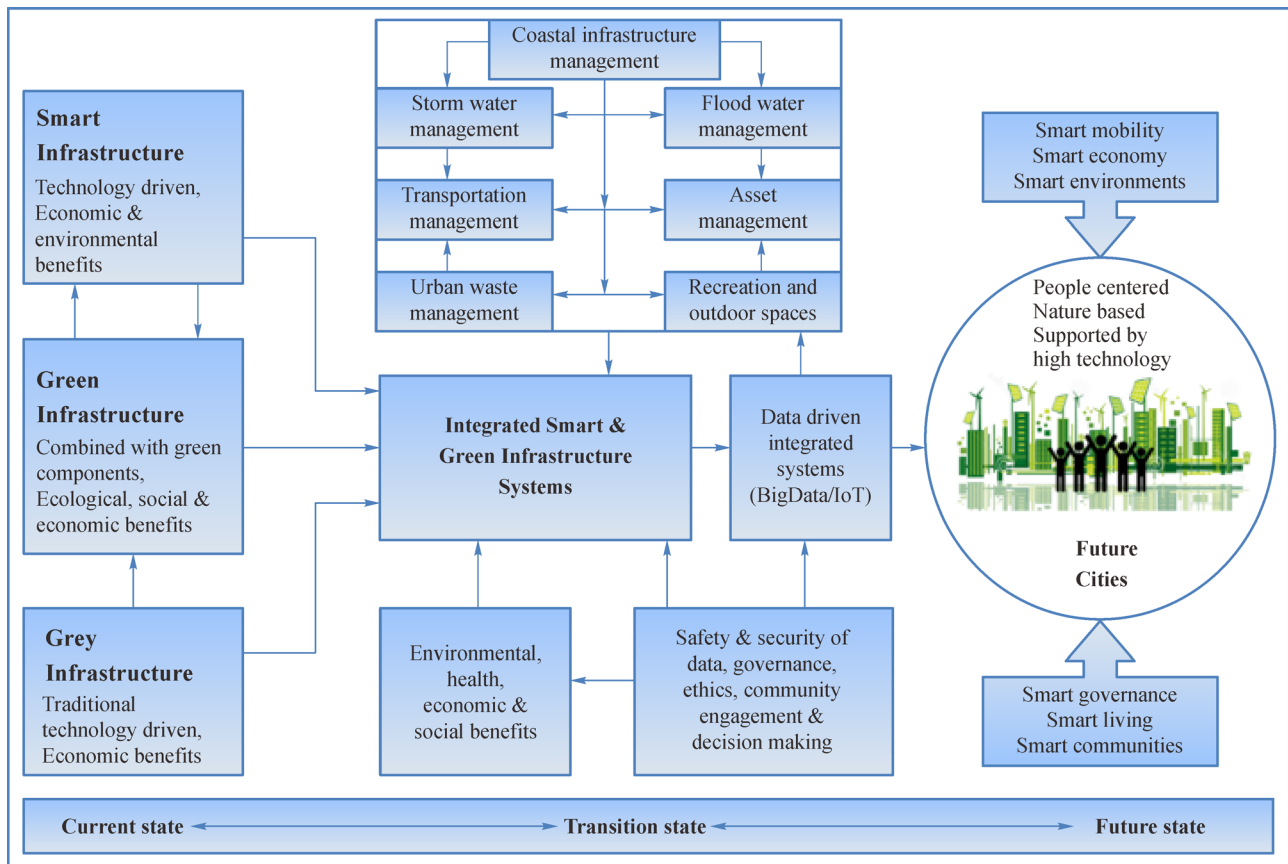 Coastal infrastructure
management
Storm water
management
Flood water
management
Transportation
management
Asset
management
Urban waste
management
Recreation and
outdoor spaces
Smart
Infrastructure
Technology driven,
Economic &
environmental
benefits
Green
Infrastructure
Combined with green
components,
Ecological, social &
economic benefits
Grey
Infrastructure
Traditional
technology driven,
Economic benefits
Integrated Smart &
Green Infrastructure
Systems
Data driven
integrated
systems
(BigData/IoT)
Environmental,
health,
economic &
social benefits
Safety & security of
data, governance,
ethics, community
engagement &
decision making
Smart mobility
Smart economy
Smart environments
People centered
Nature based
Supported by
high technology
Future
Cities
Smart governance
Smart living
Smart communities
Current state
Transition state
Future state